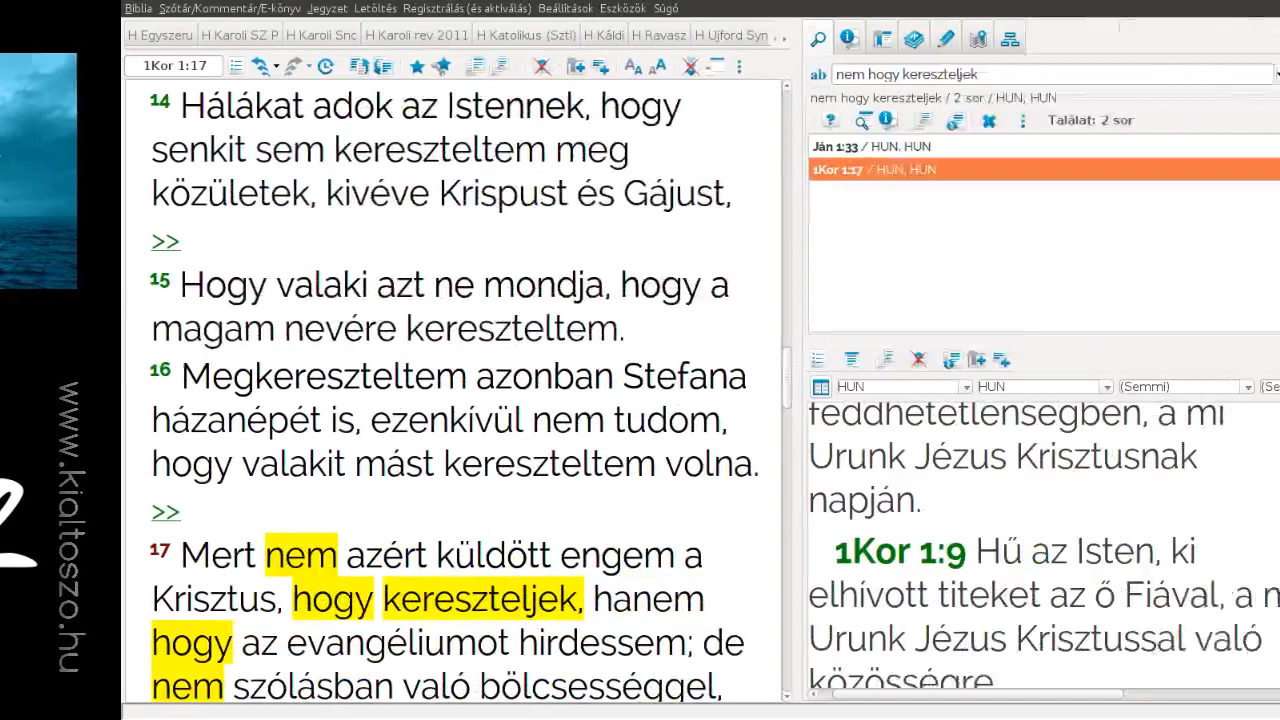 Biblia Szótár/Kommentár/E-könyv Jegyzet Letöltés Regisztrálás (és aktiválás) Beállítások Eszközök Súgó
H Egyszeru H Karoli SZ P H Karoli Snc H Karoli rev 2011 H Katolikus (SztI) H Káldi H Ravasz H Ujford Syn
1Kor 1:17
14 Hálákat adok az Istennek, hogy
senkit sem kereszteltem meg
közületek, kivéve Krispust és Gájust,
>>
15 Hogy valaki azt ne mondja, hogy a
magam nevére kereszteltem.
16 Megkereszteltem azonban Stefana
házanépét is, ezenkívül nem tudom,
hogy valakit mást kereszteltem volna.
>>
17 Mert nem azért küldött engem a
Krisztus, hogy kereszteljek, hanem
hogy az evangéliumot hirdessem; de
nem szólásban való bölcsességgel,
ab nem hogy kereszteljek
nem hogy kereszteljek / 2 sor / HUN, HUN
Találat: 2 sor
Ján 1:33 / HUN, HUN
1Kor 1:17 / HUN, HUN
HUN HUN (Semmi) (Se
feddhetetlenségben, a mi
Urunk Jézus Krisztusnak
napján.
1Kor 1:9 Hű az Isten, ki
elhívott titeket az ő Fiával, a m
Urunk Jézus Krisztussal való
közösségre
www.kialtoszo.hu